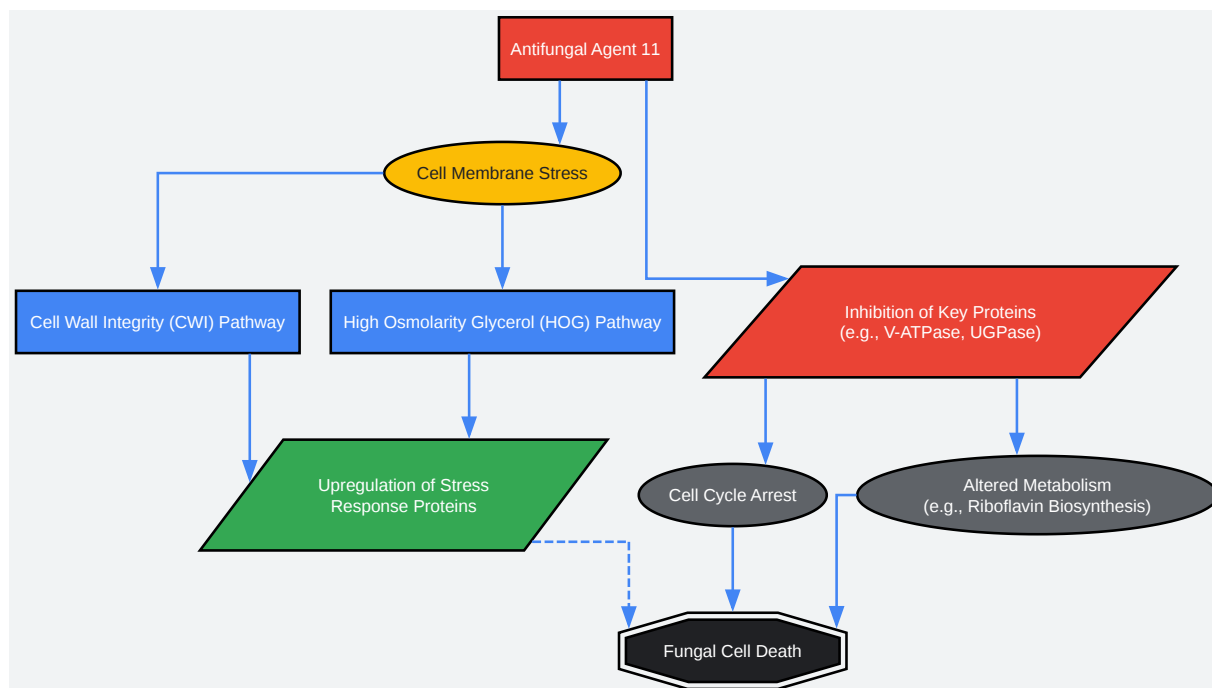 Antifungal Agent 11
Cell Membrane Stress
Cell Wall Integrity (CWI) Pathway
High Osmolarity Glycerol (HOG) Pathway
Inhibition of Key Proteins
(e.g., V-ATPase, UGPase)
Upregulation of Stress
Response Proteins
Cell Cycle Arrest
Altered Metabolism
(e.g., Riboflavin Biosynthesis)
Fungal Cell Death